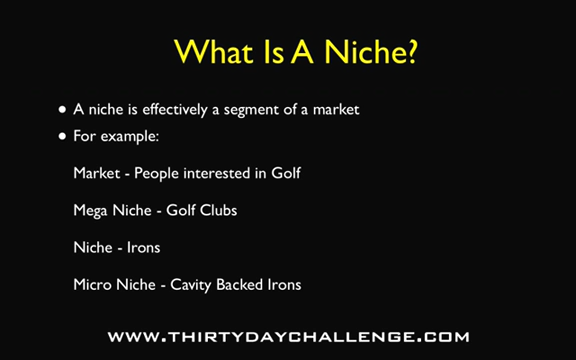 What Is A Niche?
• A niche is effectively a segment of a market
• For example:
Market - People interested in Golf
Mega Niche - Golf Clubs
Niche - Irons
Micro Niche - Cavity Backed Irons
WWW.THIRTYDAYCHALLENGE.COM